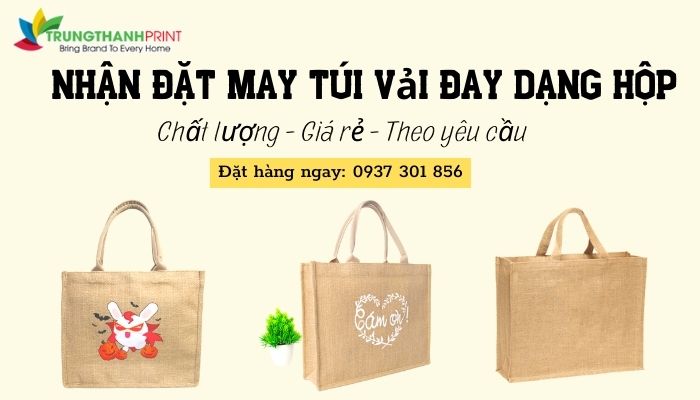 TRUNGTHANHPRINT
Bring Brand To Every Home
NHẬN ĐẶT MAY TÚI VẢI ĐAY DẠNG HỘP
Chất lượng - Giá rẻ - Theo yêu cầu
Đặt hàng ngay: 0937 301 856
Cám ơn